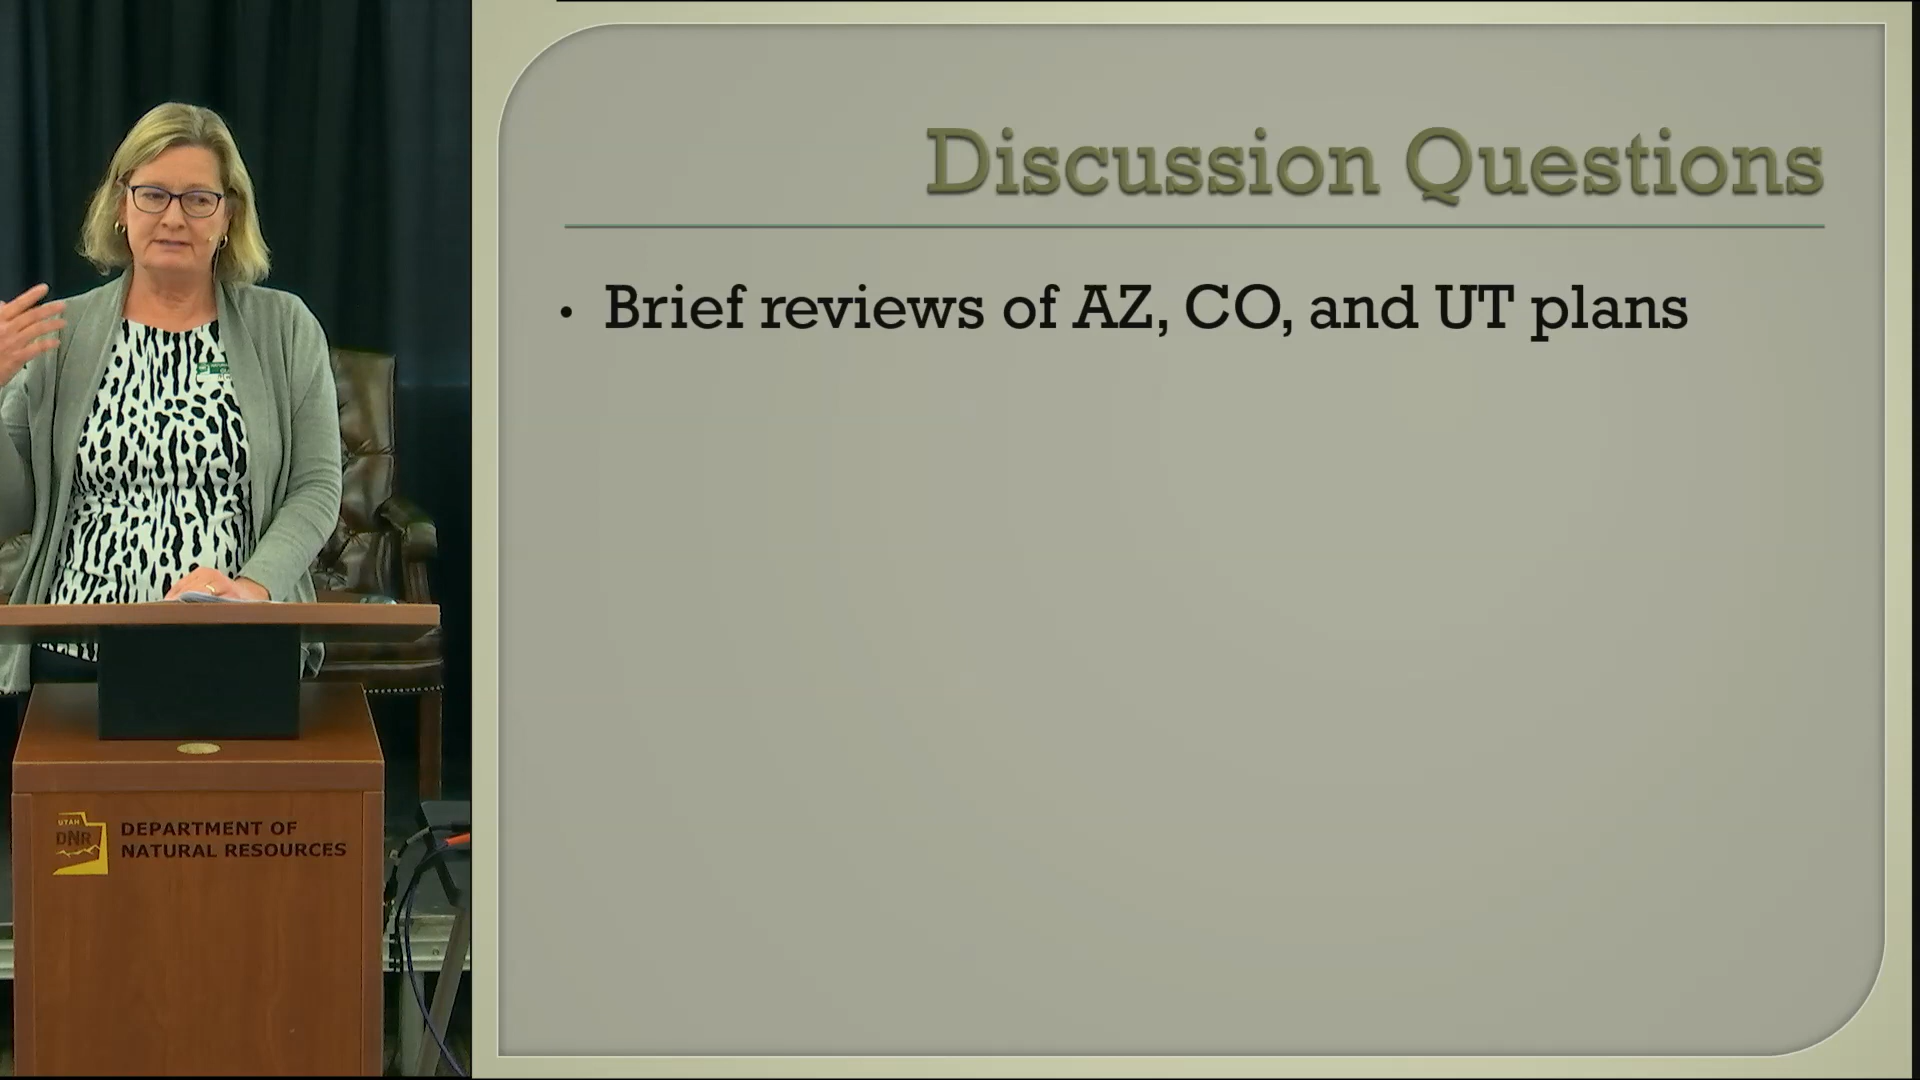 Discussion Questions
• Brief reviews of AZ, CO, and UT plans
UTAH
DNR
DEPARTMENT OF
NATURAL RESOURCES